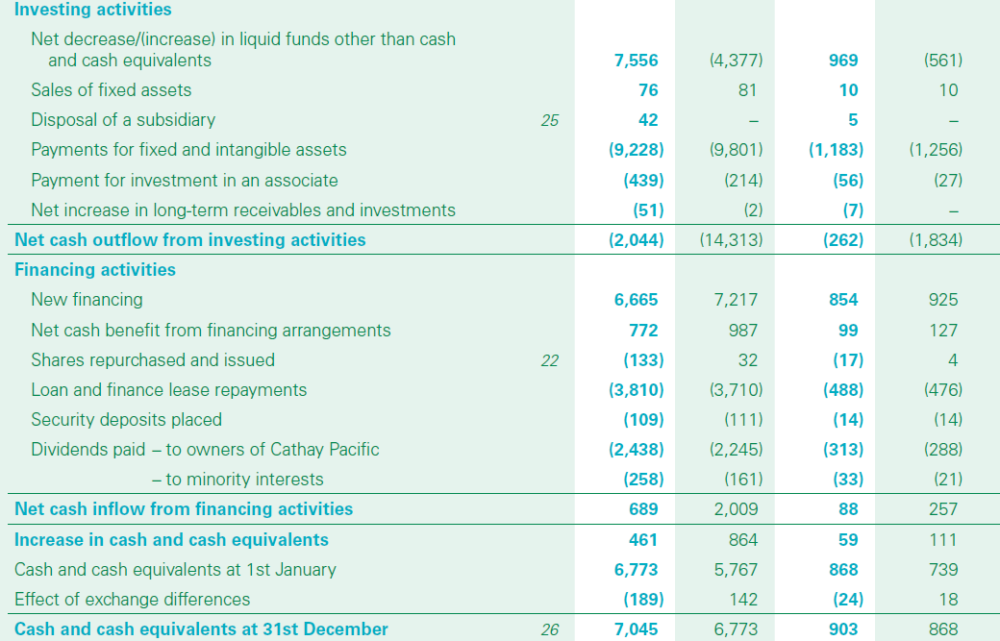 Investing activities
Net decrease/(increase) in liquid funds other than cash
and cash equivalents 7,556 (4,377) 969 (561)
Sales of fixed assets 76 81 10 10
Disposal of a subsidiary 25 42 – 5 –
Payments for fixed and intangible assets (9,228) (9,801) (1,183) (1,256)
Payment for investment in an associate (439) (214) (56) (27)
Net increase in long-term receivables and investments (51) (2) (7) –
Net cash outflow from investing activities (2,044) (14,313) (262) (1,834)
Financing activities
New financing 6,665 7,217 854 925
Net cash benefit from financing arrangements 772 987 99 127
Shares repurchased and issued 22 (133) 32 (17) 4
Loan and finance lease repayments (3,810) (3,710) (488) (476)
Security deposits placed (109) (111) (14) (14)
Dividends paid – to owners of Cathay Pacific (2,438) (2,245) (313) (288)
– to minority interests (258) (161) (33) (21)
Net cash inflow from financing activities 689 2,009 88 257
Increase in cash and cash equivalents 461 864 59 111
Cash and cash equivalents at 1st January 6,773 5,767 868 739
Effect of exchange differences (189) 142 (24) 18
Cash and cash equivalents at 31st December 26 7,045 6,773 903 868